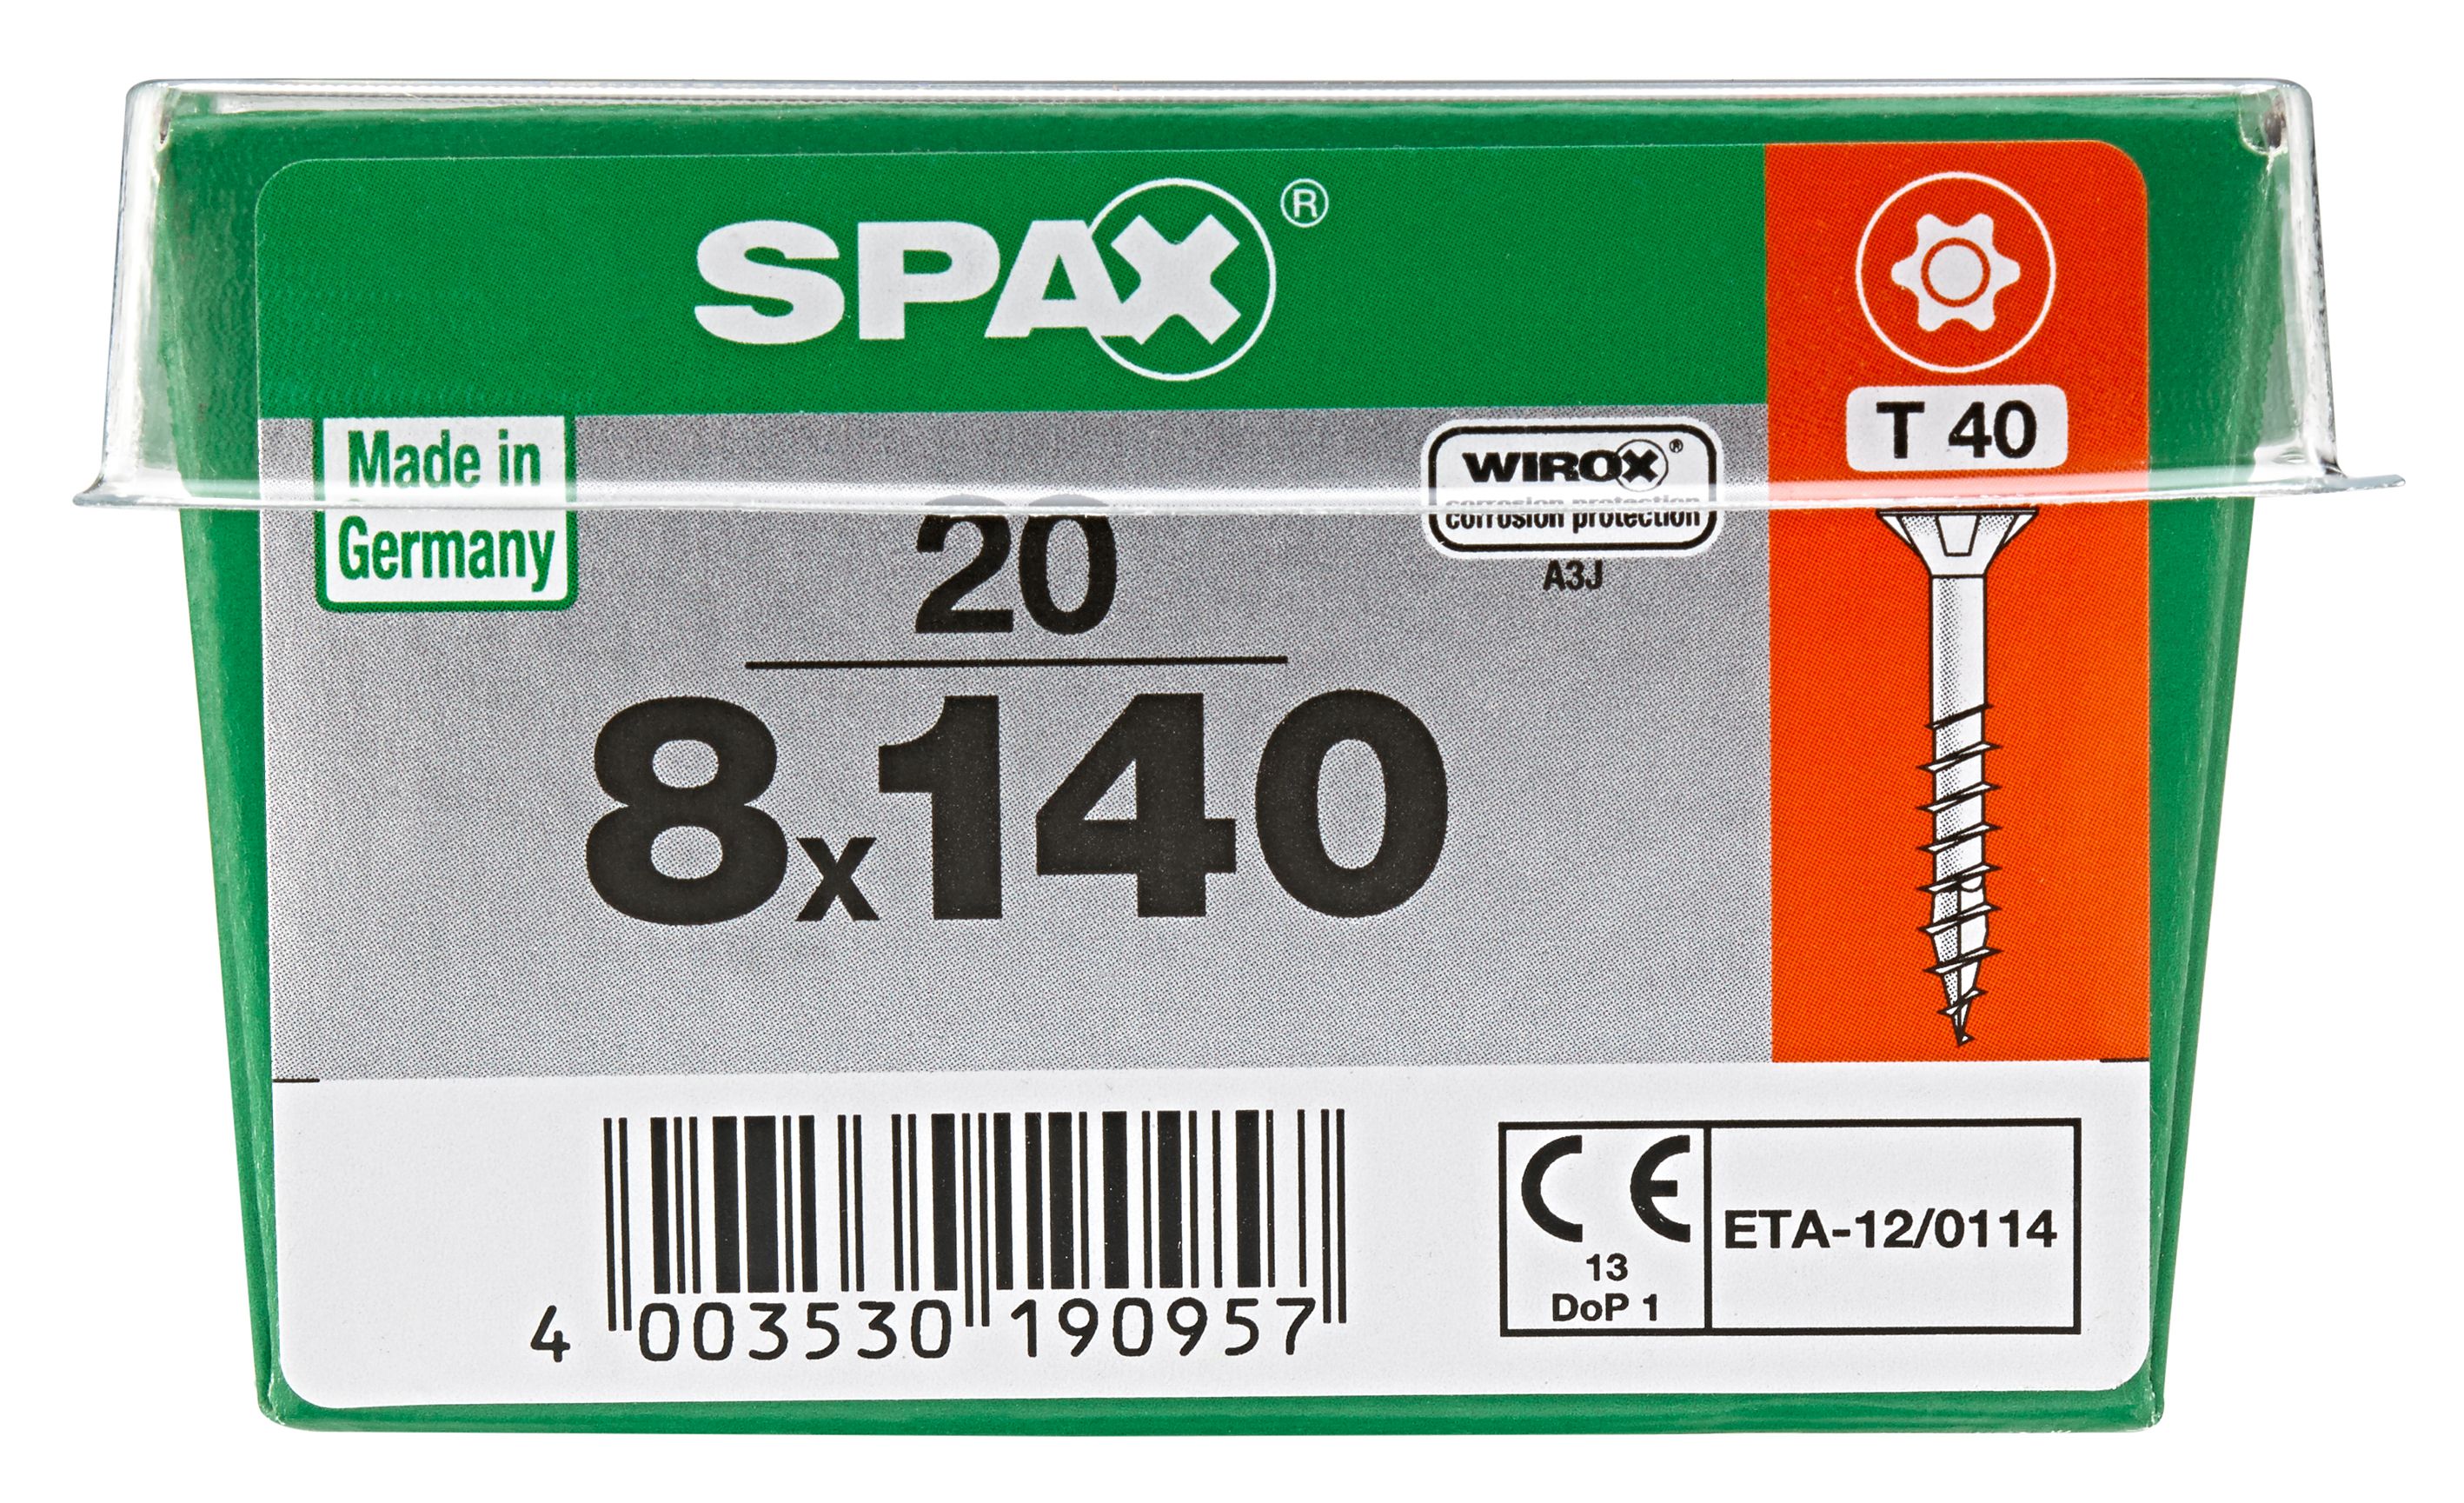 SPAX®
T 40
Made in
Germany
WIROX®
corrosion protection
A3J
20
8x140
4 003530 190957
CE
13
DoP 1
ETA-12/0114